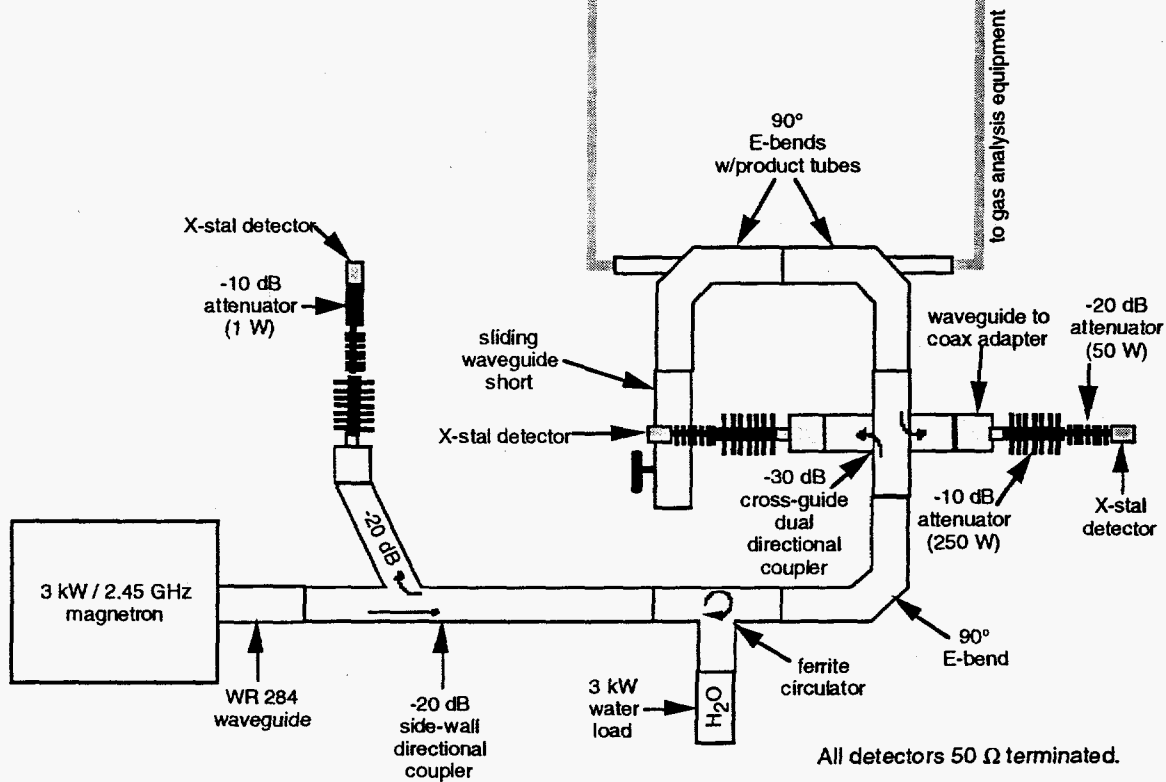 to gas analysis equipment
90°
E-bends
w/product tubes
X-stal detector
-10 dB
attenuator
(1 W)
sliding
waveguide
short
waveguide to
coax adapter
-20 dB
attenuator
(50 W)
X-stal detector
-30 dB
cross-guide
dual
directional
coupler
-10 dB
attenuator
(250 W)
X-stal
detector
-20 dB
3 kW / 2.45 GHz
magnetron
WR 284
waveguide
-20 dB
side-wall
directional
coupler
3 kW
water
load
H2O
ferrite
circulator
90°
E-bend
All detectors 50 Ω terminated.